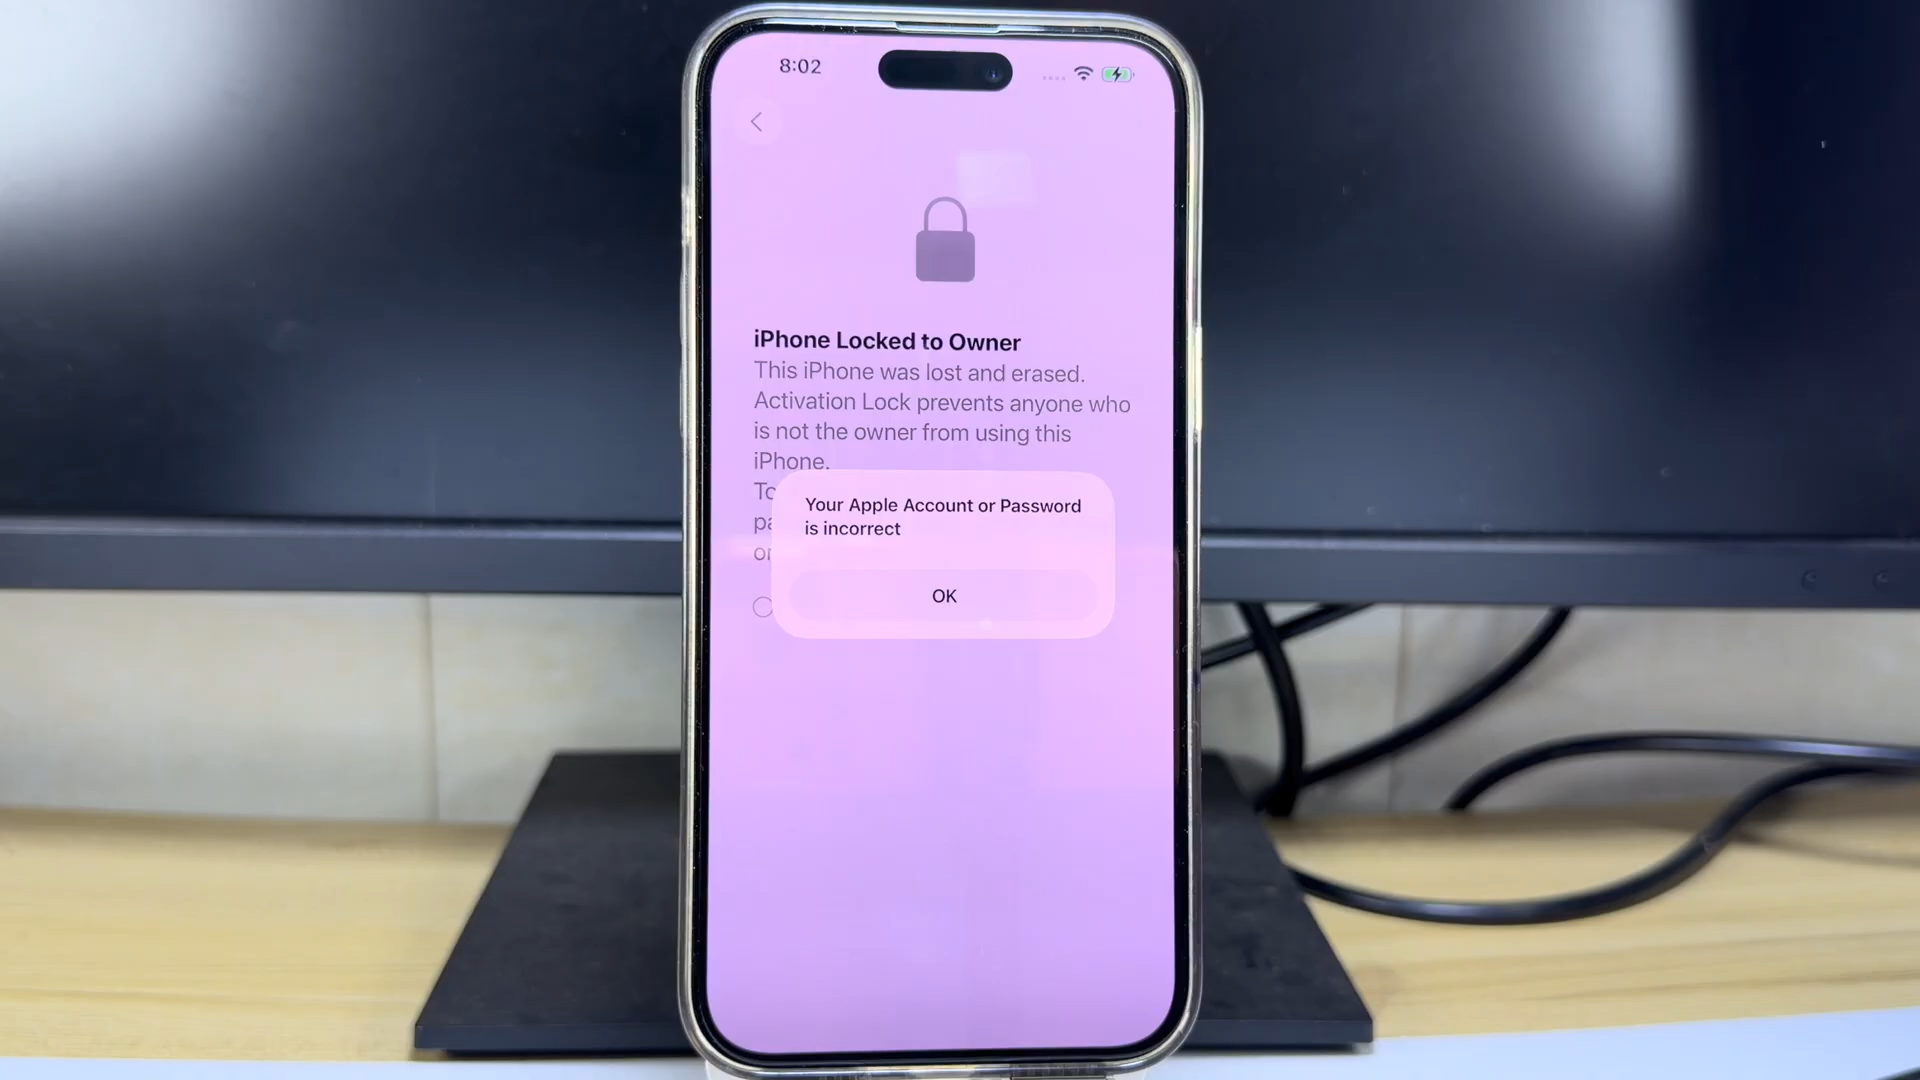 8:02
iPhone Locked to Owner
This iPhone was lost and erased.
Activation Lock prevents anyone who
is not the owner from using this
iPhone.
Your Apple Account or Password
is incorrect
OK